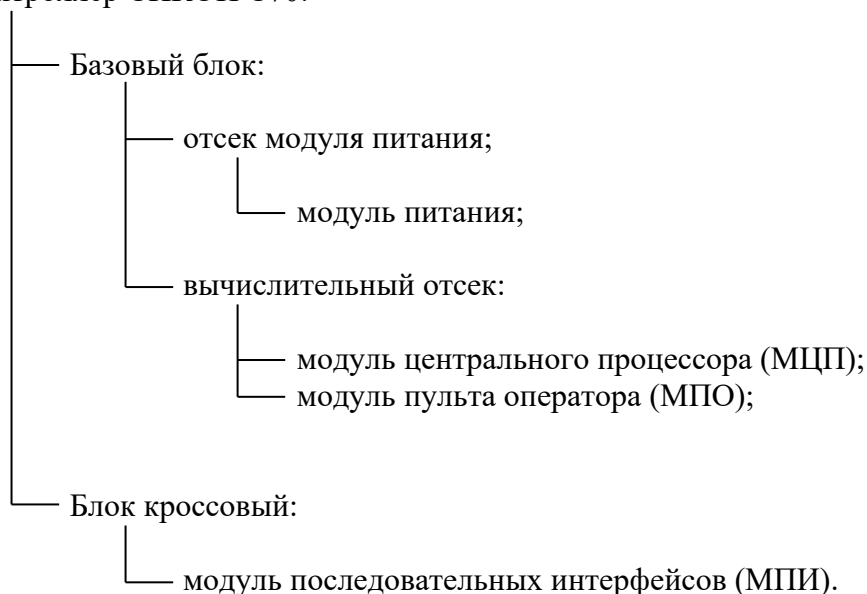 Базовый блок:
отсек модуля питания;
модуль питания;
вычислительный отсек:
модуль центрального процессора (МЦП);
модуль пульта оператора (МПО);
Блок кроссовый:
модуль последовательных интерфейсов (МПИ).